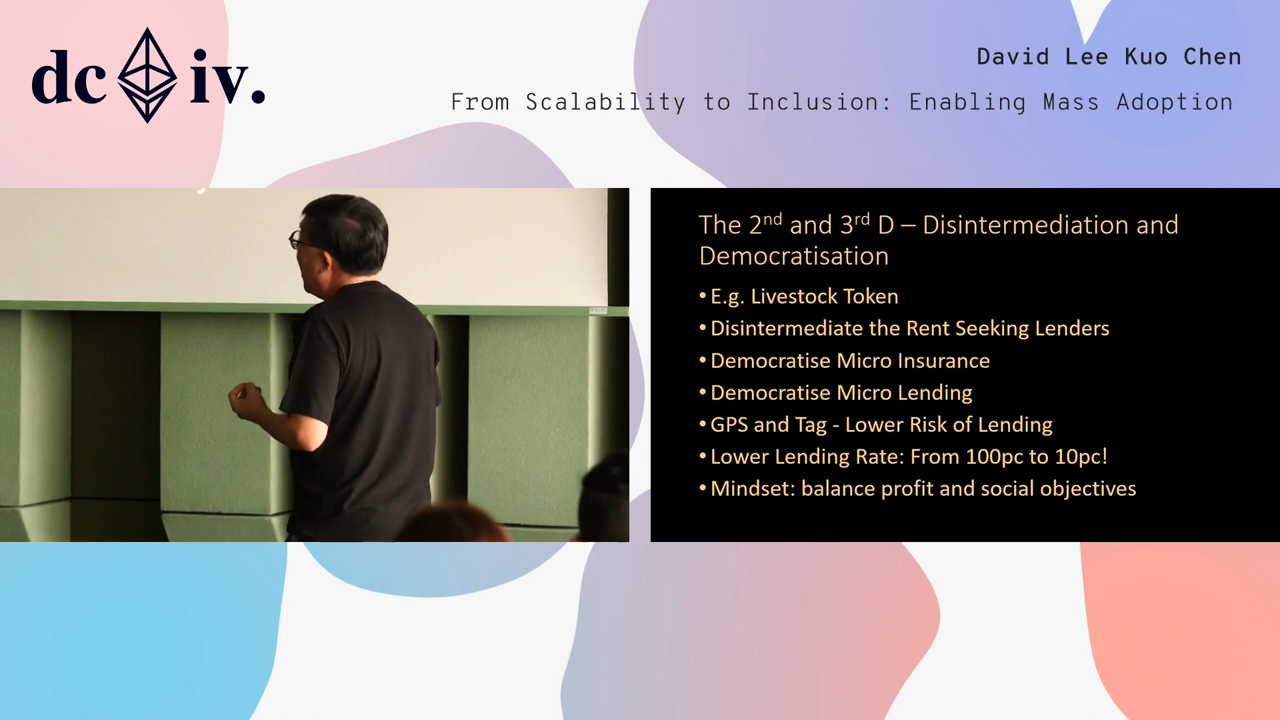 dc iv.
David Lee Kuo Chen
From Scalability to Inclusion: Enabling Mass Adoption
The 2nd and 3rd D – Disintermediation and
Democratisation
• E.g. Livestock Token
• Disintermediate the Rent Seeking Lenders
• Democratise Micro Insurance
• Democratise Micro Lending
• GPS and Tag - Lower Risk of Lending
• Lower Lending Rate: From 100pc to 10pc!
• Mindset: balance profit and social objectives